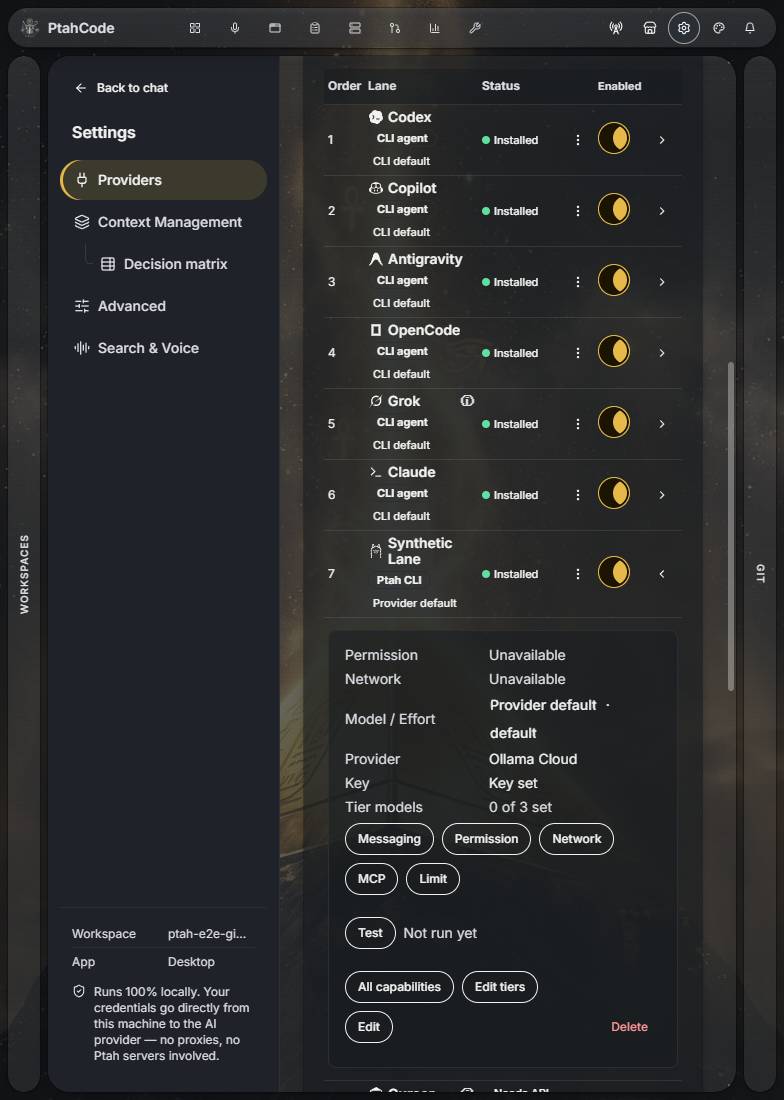 PtahCode
Back to chat
Settings
Providers
Context Management
Decision matrix
Advanced
Search & Voice
Workspace ptah-e2e-gi...
App Desktop
Runs 100% locally. Your
credentials go directly from
this machine to the AI
provider — no proxies, no
Ptah servers involved.
WORKSPACES
Order Lane Status Enabled
1 Codex
CLI agent Installed
CLI default
2 Copilot
CLI agent Installed
CLI default
3 Antigravity
CLI agent Installed
CLI default
4 OpenCode
CLI agent Installed
CLI default
5 Grok
CLI agent Installed
CLI default
6 Claude
CLI agent Installed
CLI default
7 Synthetic
Lane
Ptah CLI Installed
Provider default
Permission Unavailable
Network Unavailable
Model / Effort Provider default ·
default
Provider Ollama Cloud
Key Key set
Tier models 0 of 3 set
Messaging Permission Network
MCP Limit
Test Not run yet
All capabilities Edit tiers
Edit Delete
GIT